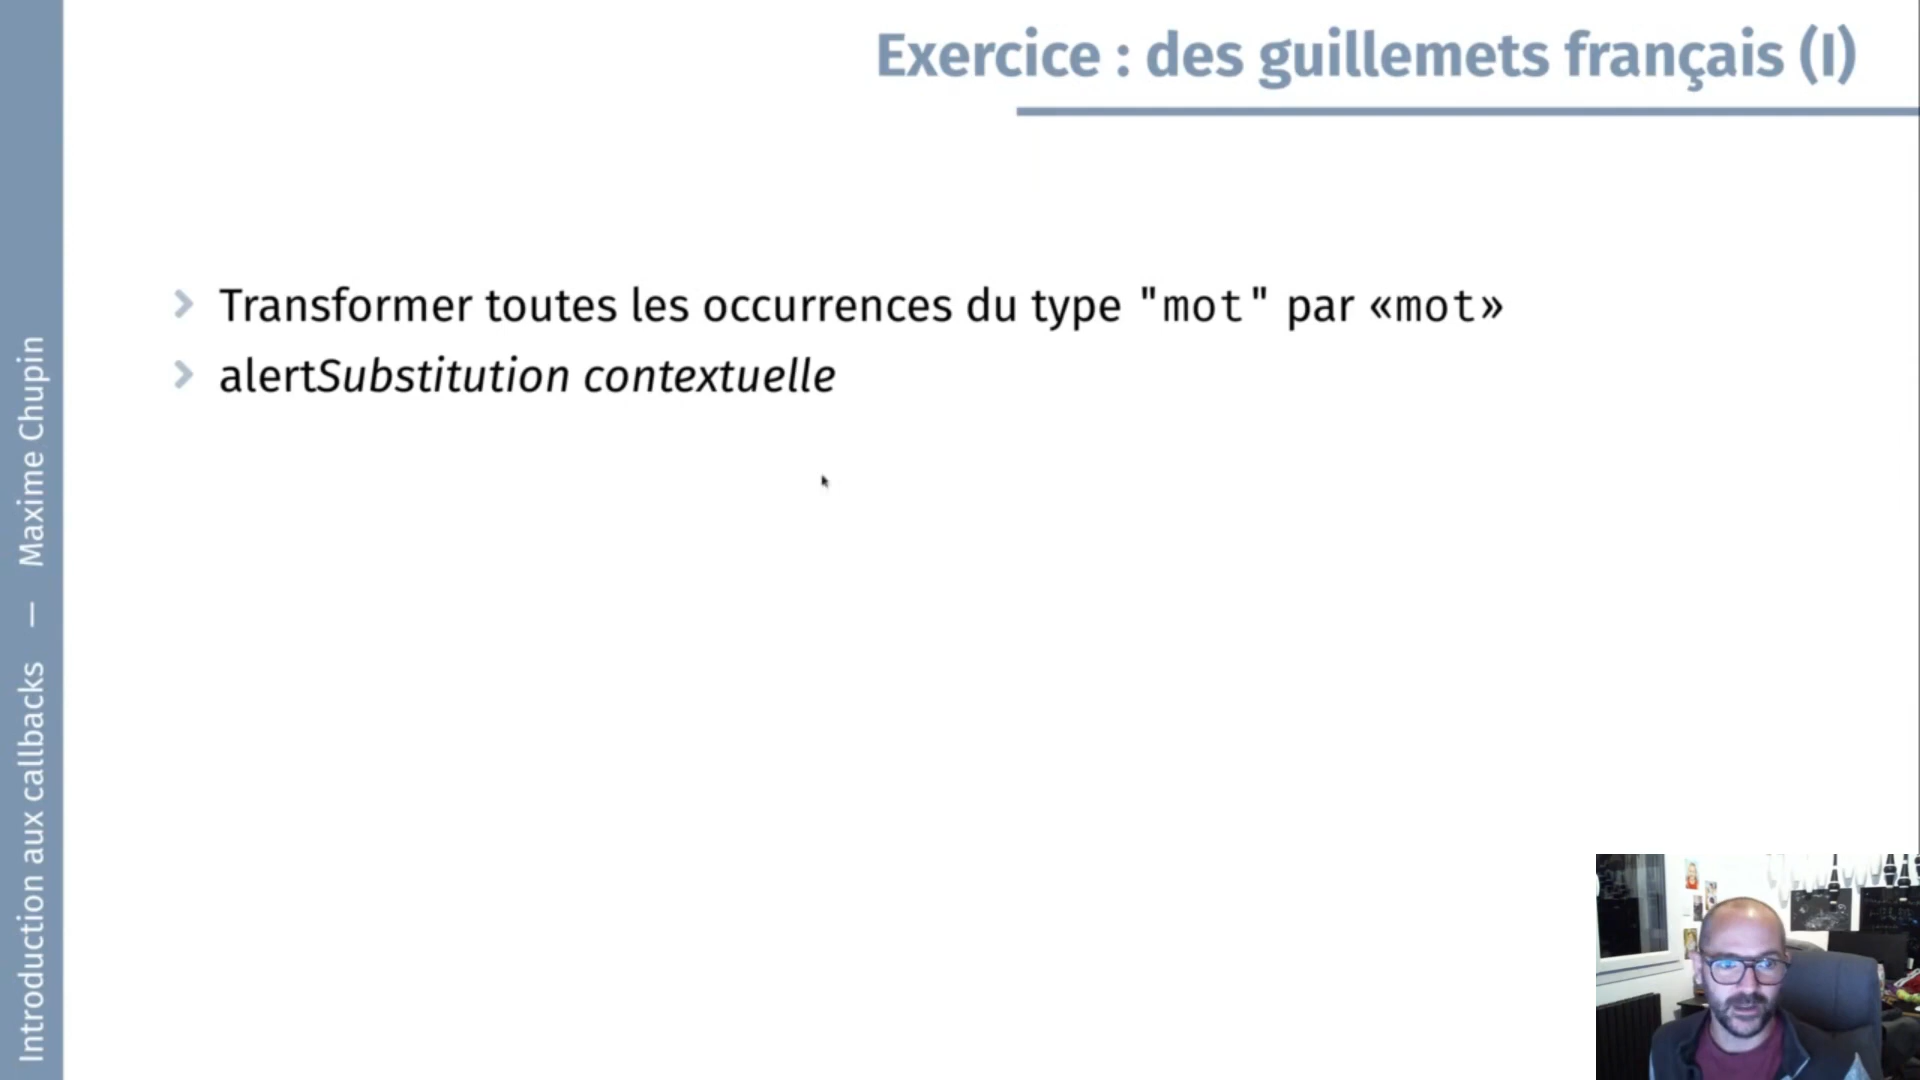 Exercice : des guillemets français (I)
Transformer toutes les occurrences du type "mot" par «mot»
alertSubstitution contextuelle
Introduction aux callbacks — Maxime Chupin